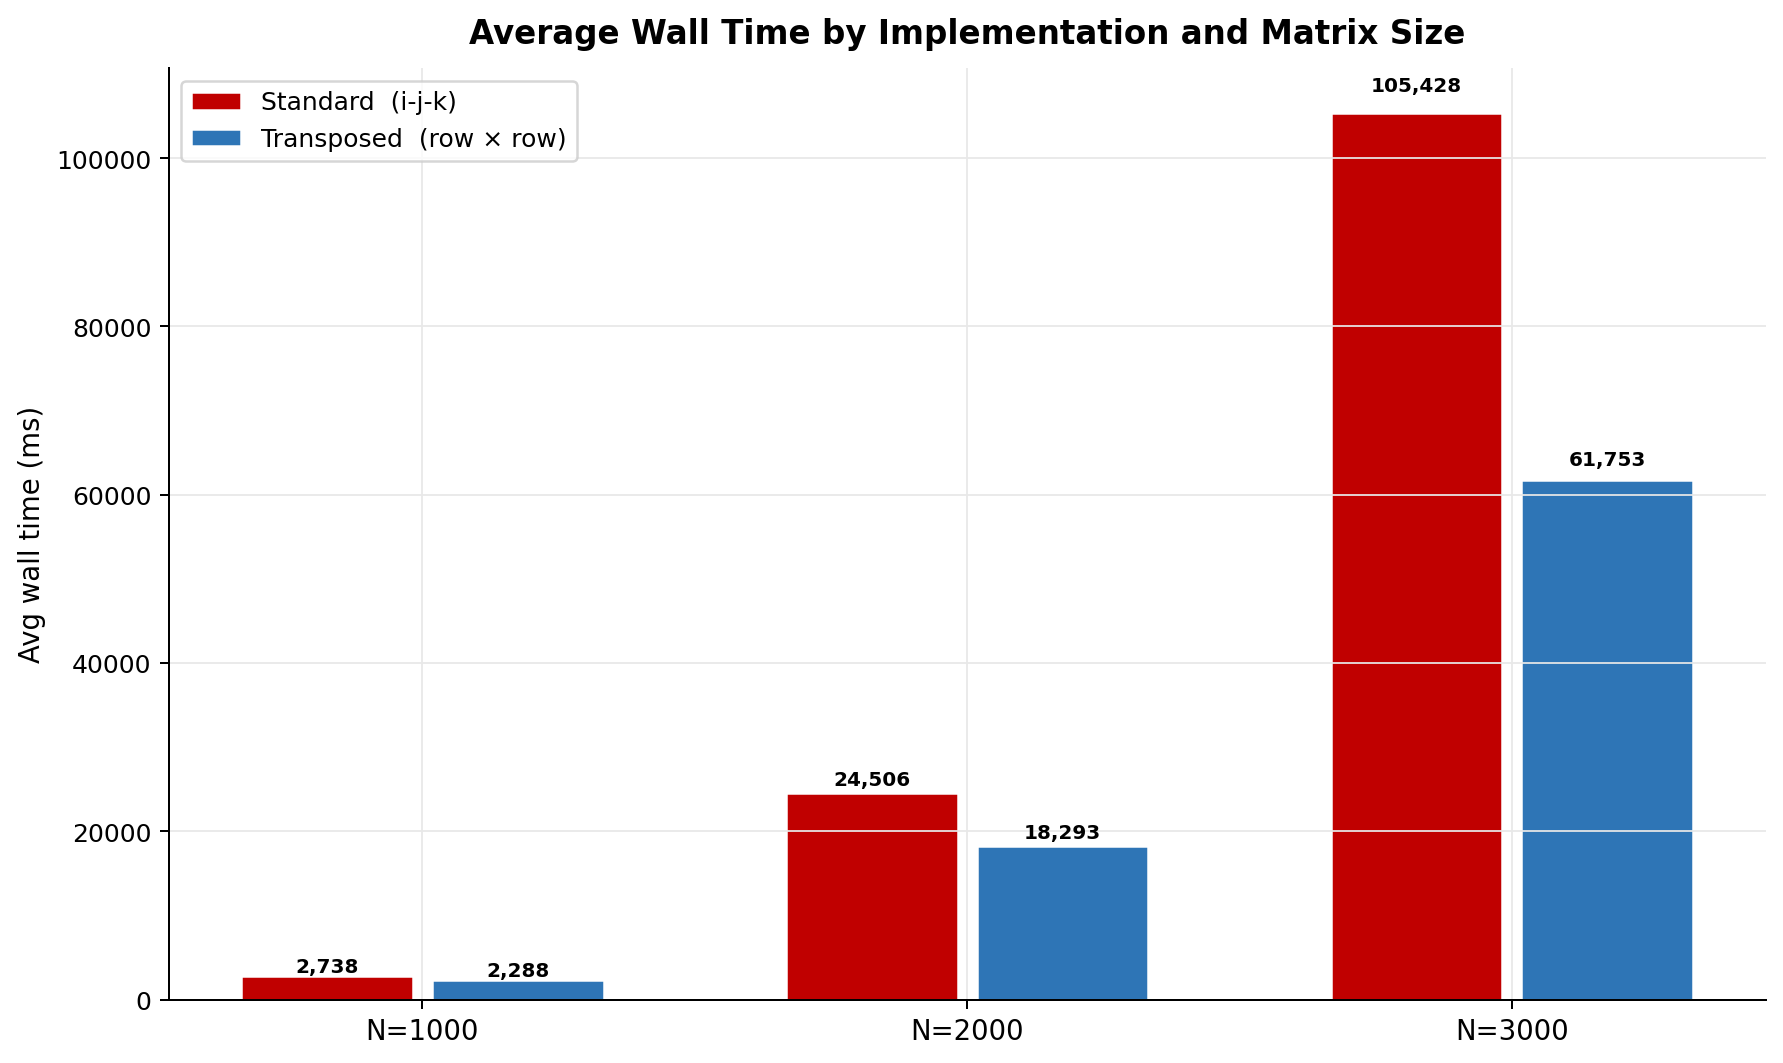 Average Wall Time by Implementation and Matrix Size
Standard (i-j-k)
Transposed (row × row)
Avg wall time (ms)
100000
80000
60000
40000
20000
0
105,428
61,753
24,506
18,293
2,738
2,288
N=1000
N=2000
N=3000